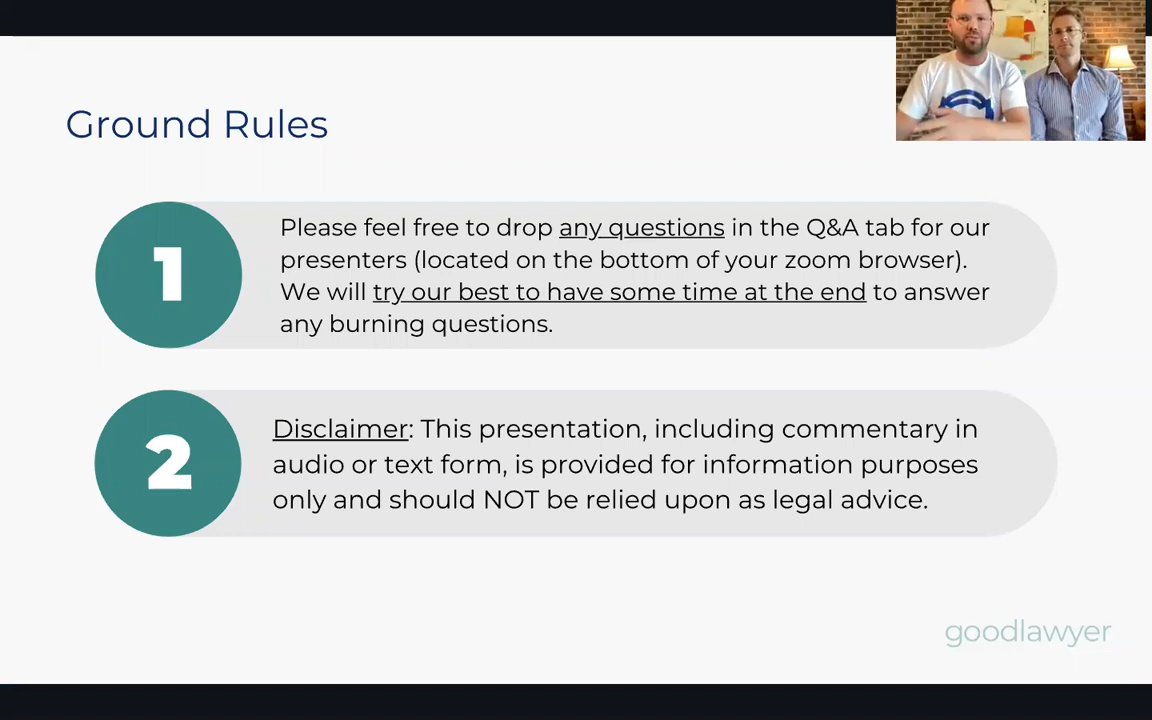 Ground Rules
1
Please feel free to drop any questions in the Q&A tab for our
presenters (located on the bottom of your zoom browser).
We will try our best to have some time at the end to answer
any burning questions.
2
Disclaimer: This presentation, including commentary in
audio or text form, is provided for information purposes
only and should NOT be relied upon as legal advice.
goodlawyer